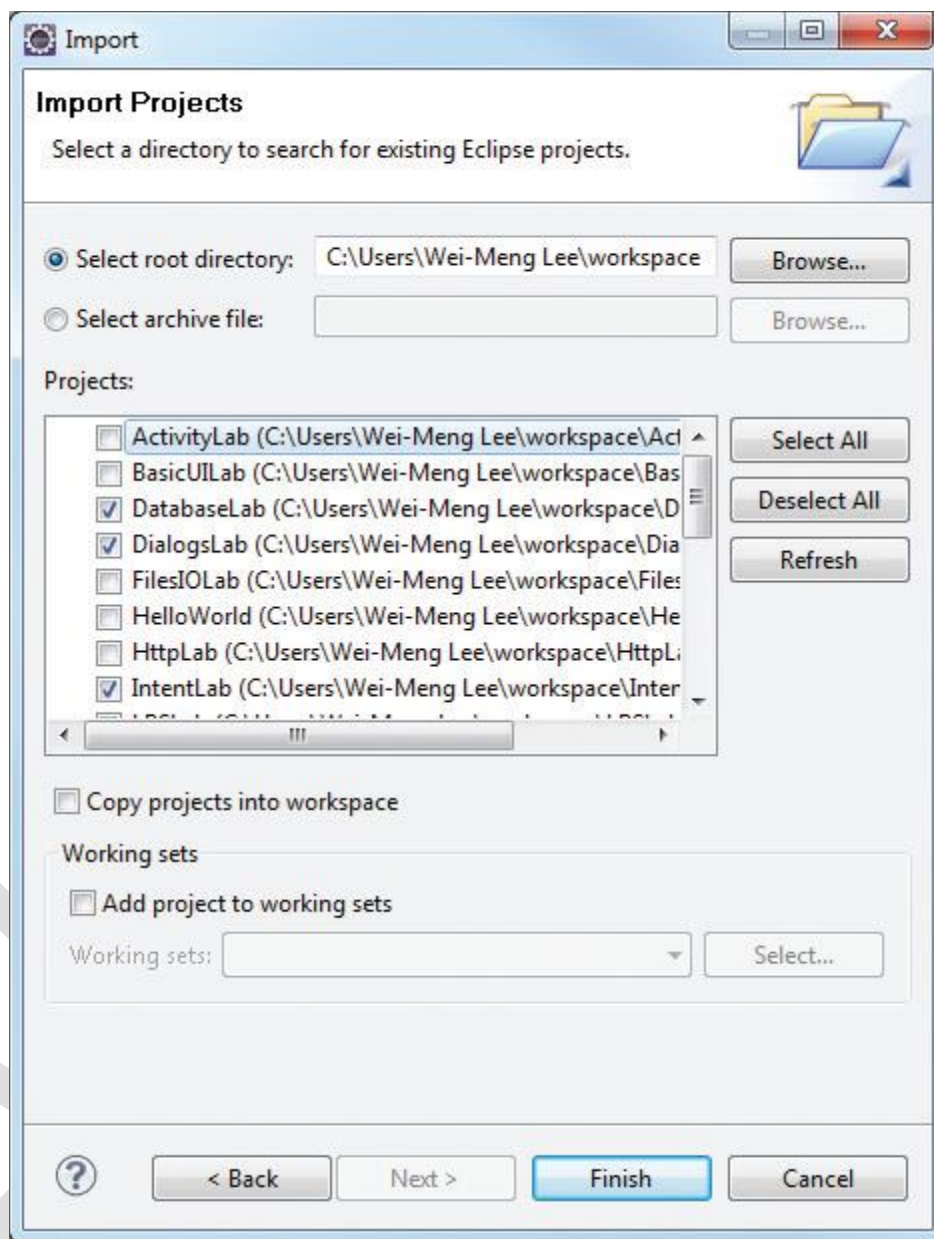 Import
Import Projects
Select a directory to search for existing Eclipse projects.
Select root directory: C:\Users\Wei-Meng Lee\workspace Browse...
Select archive file: Browse...
Projects:
ActivityLab (C:\Users\Wei-Meng Lee\workspace\Act
BasicUILab (C:\Users\Wei-Meng Lee\workspace\Bas
DatabaseLab (C:\Users\Wei-Meng Lee\workspace\D
DialogsLab (C:\Users\Wei-Meng Lee\workspace\Dia
FilesIOLab (C:\Users\Wei-Meng Lee\workspace\Files
HelloWorld (C:\Users\Wei-Meng Lee\workspace\He
HttpLab (C:\Users\Wei-Meng Lee\workspace\HttpLa
IntentLab (C:\Users\Wei-Meng Lee\workspace\Inter
Select All
Deselect All
Refresh
Copy projects into workspace
Working sets
Add project to working sets
Working sets: Select...
? < Back Next > Finish Cancel